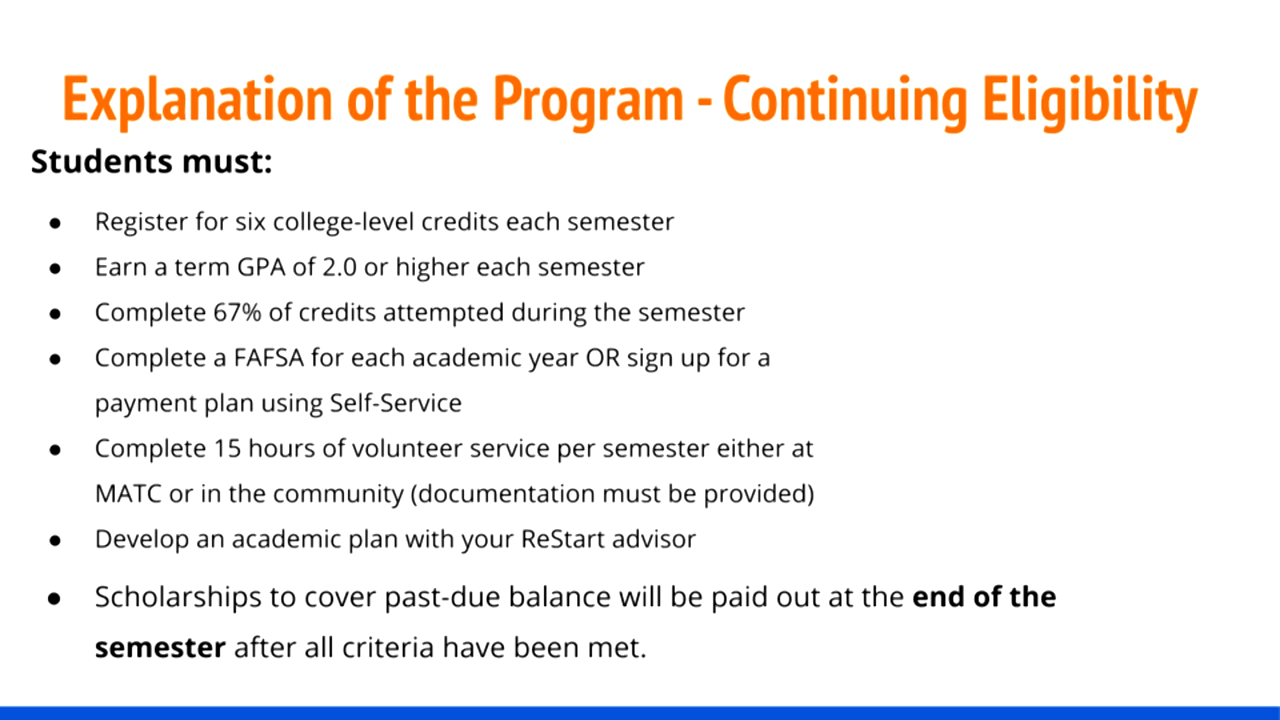 Explanation of the Program - Continuing Eligibility
Students must:
● Register for six college-level credits each semester
● Earn a term GPA of 2.0 or higher each semester
● Complete 67% of credits attempted during the semester
● Complete a FAFSA for each academic year OR sign up for a
payment plan using Self-Service
● Complete 15 hours of volunteer service per semester either at
MATC or in the community (documentation must be provided)
● Develop an academic plan with your ReStart advisor
● Scholarships to cover past-due balance will be paid out at the end of the
semester after all criteria have been met.